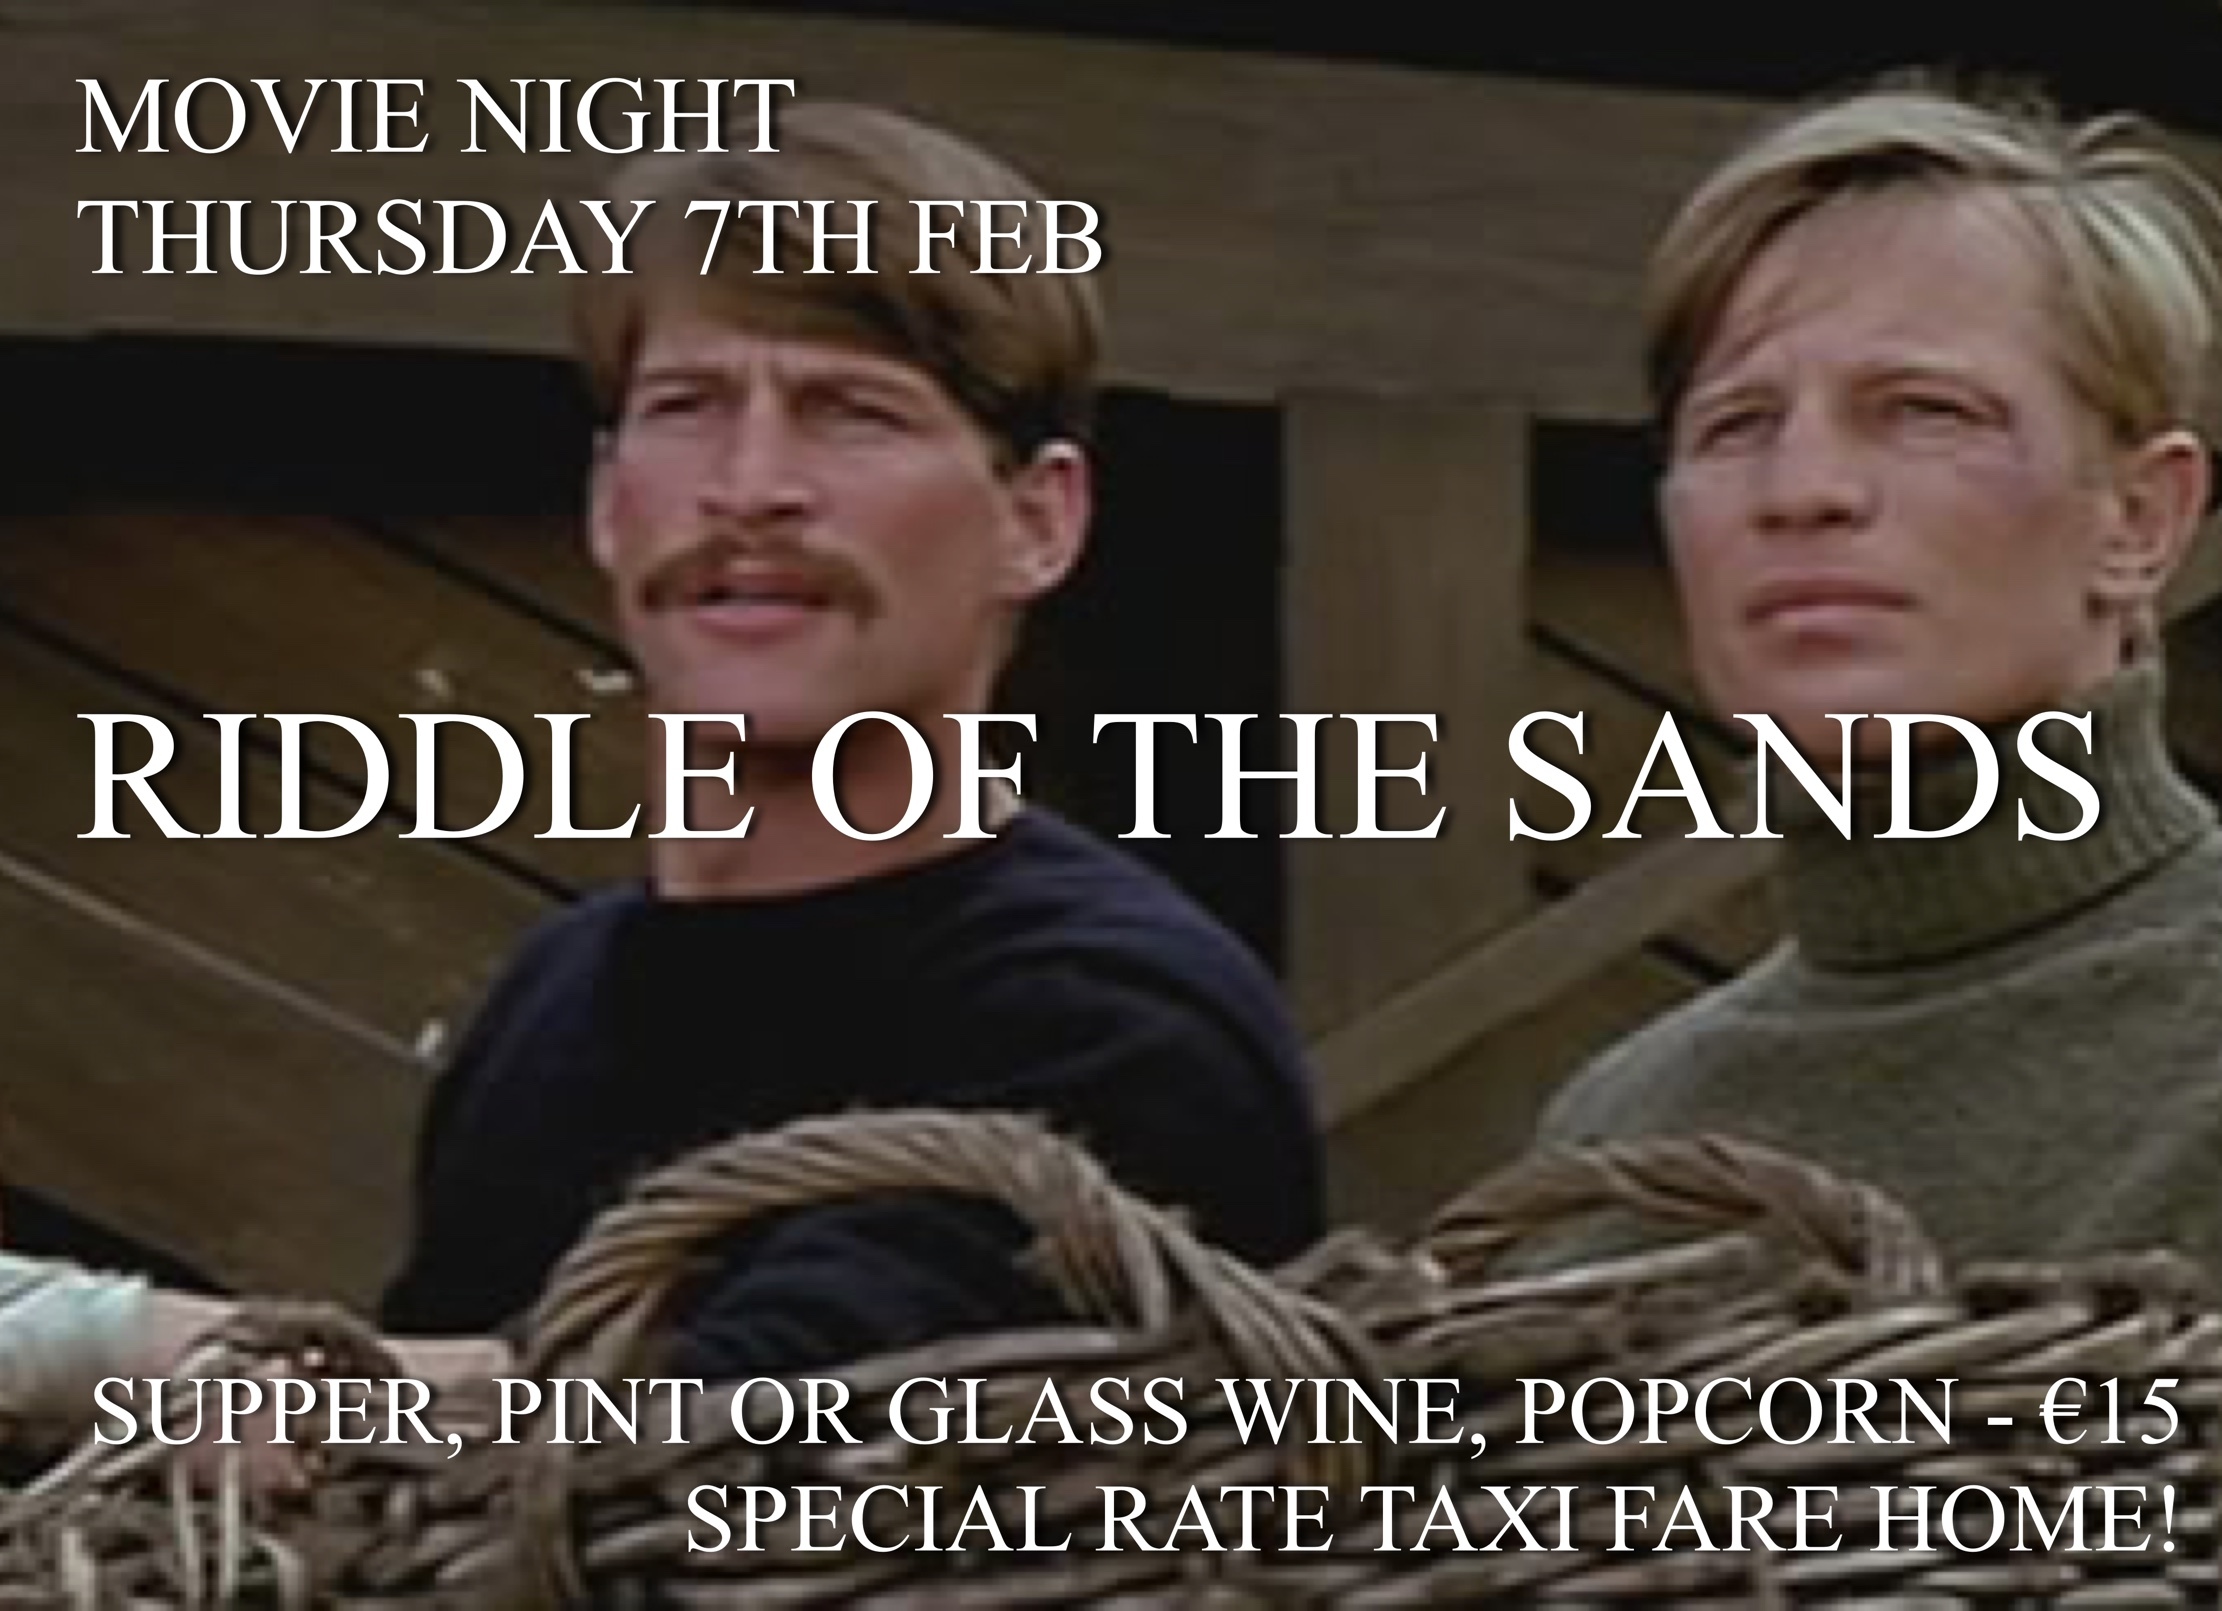 MOVIE NIGHT
THURSDAY 7TH FEB
RIDDLE OF THE SANDS
SUPPER, PINT OR GLASS WINE, POPCORN - €15
SPECIAL RATE TAXI FARE HOME!